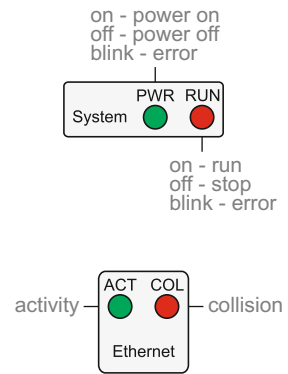 on - power on
off - power off
blink - error
PWR RUN
System
on - run
off - stop
blink - error
ACT COL
activity
collision
Ethernet